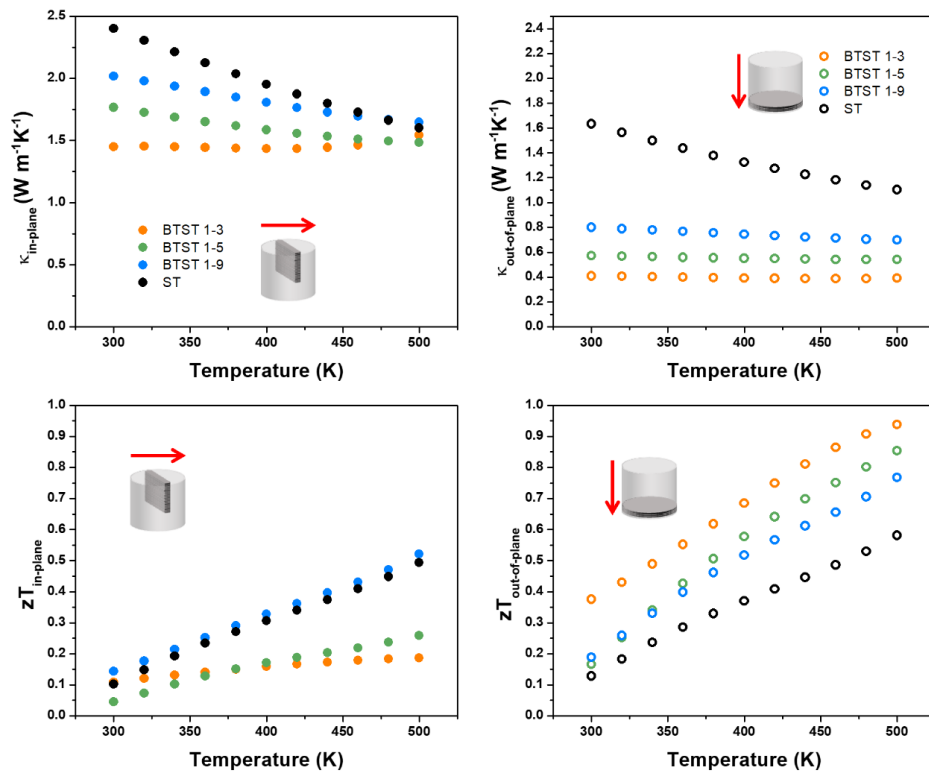 2.5
2.0
1.5
1.0
0.5
0.0
κin-plane (W m-1K-1)
BTST 1-3
BTST 1-5
BTST 1-9
ST
300 350 400 450 500
Temperature (K)
2.4
2.2
2.0
1.8
1.6
1.4
1.2
1.0
0.8
0.6
0.4
0.2
0.0
κout-of-plane (W m-1K-1)
BTST 1-3
BTST 1-5
BTST 1-9
ST
300 350 400 450 500
Temperature (K)
1.0
0.9
0.8
0.7
0.6
0.5
0.4
0.3
0.2
0.1
0.0
zTin-plane
300 350 400 450 500
Temperature (K)
1.0
0.9
0.8
0.7
0.6
0.5
0.4
0.3
0.2
0.1
0.0
zTout-of-plane
300 350 400 450 500
Temperature (K)